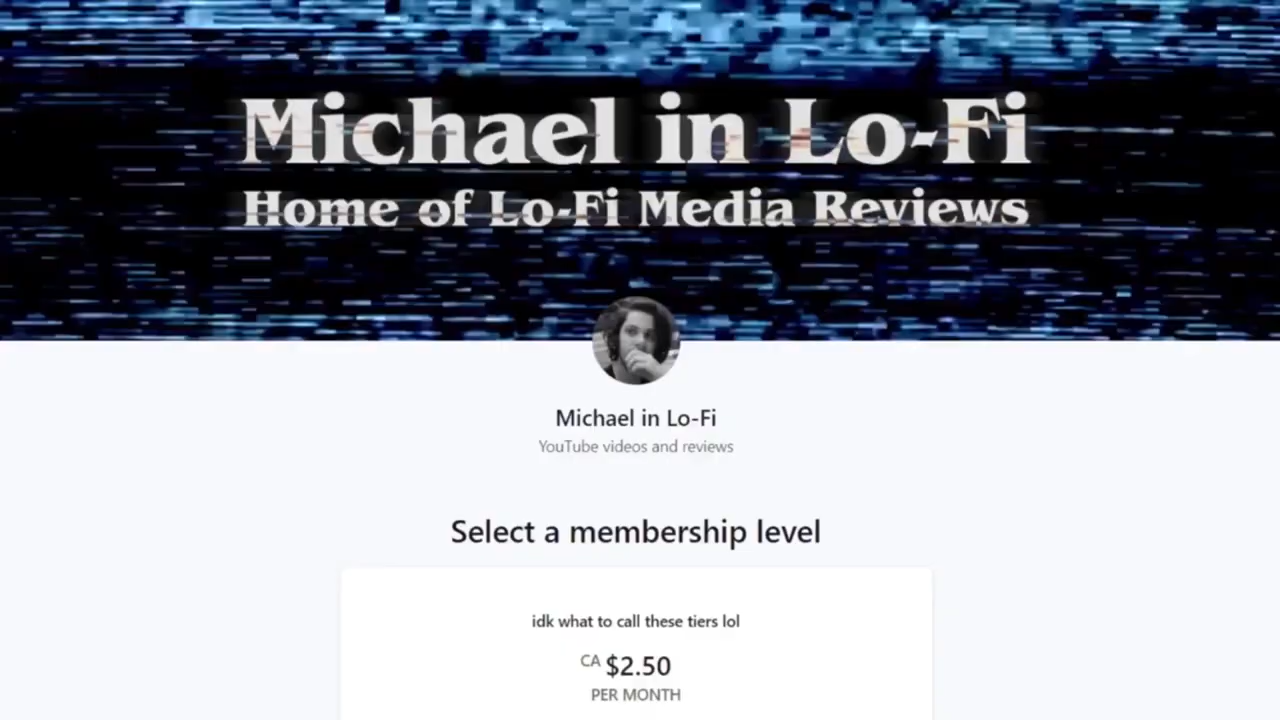 Michael in Lo-Fi
Home of Lo-Fi Media Reviews
Michael in Lo-Fi
YouTube videos and reviews
Select a membership level
idk what to call these tiers lol
CA $2.50
PER MONTH